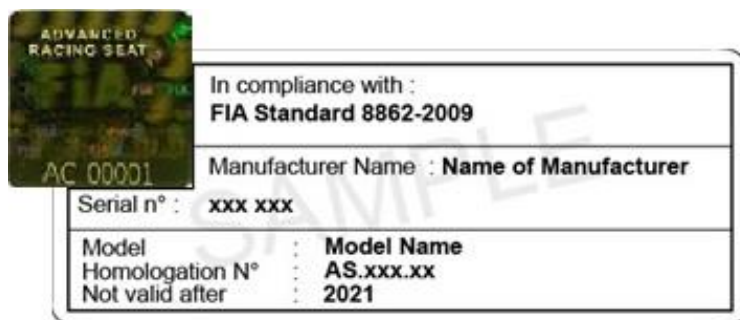 ADVANCED
RACING SEAT
AC 00001
In compliance with :
FIA Standard 8862-2009
Manufacturer Name : Name of Manufacturer
Serial n° : xxx xxx
Model : Model Name
Homologation N° : AS.xxx.xx
Not valid after : 2021
SAMPLE